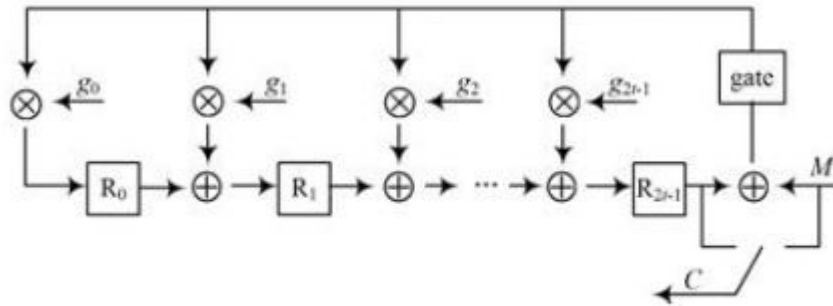 g₀ g₁ g₂ g₂ₜ₋₁ gate
R₀ R₁ ... R₂ₜ₋₁ M
C